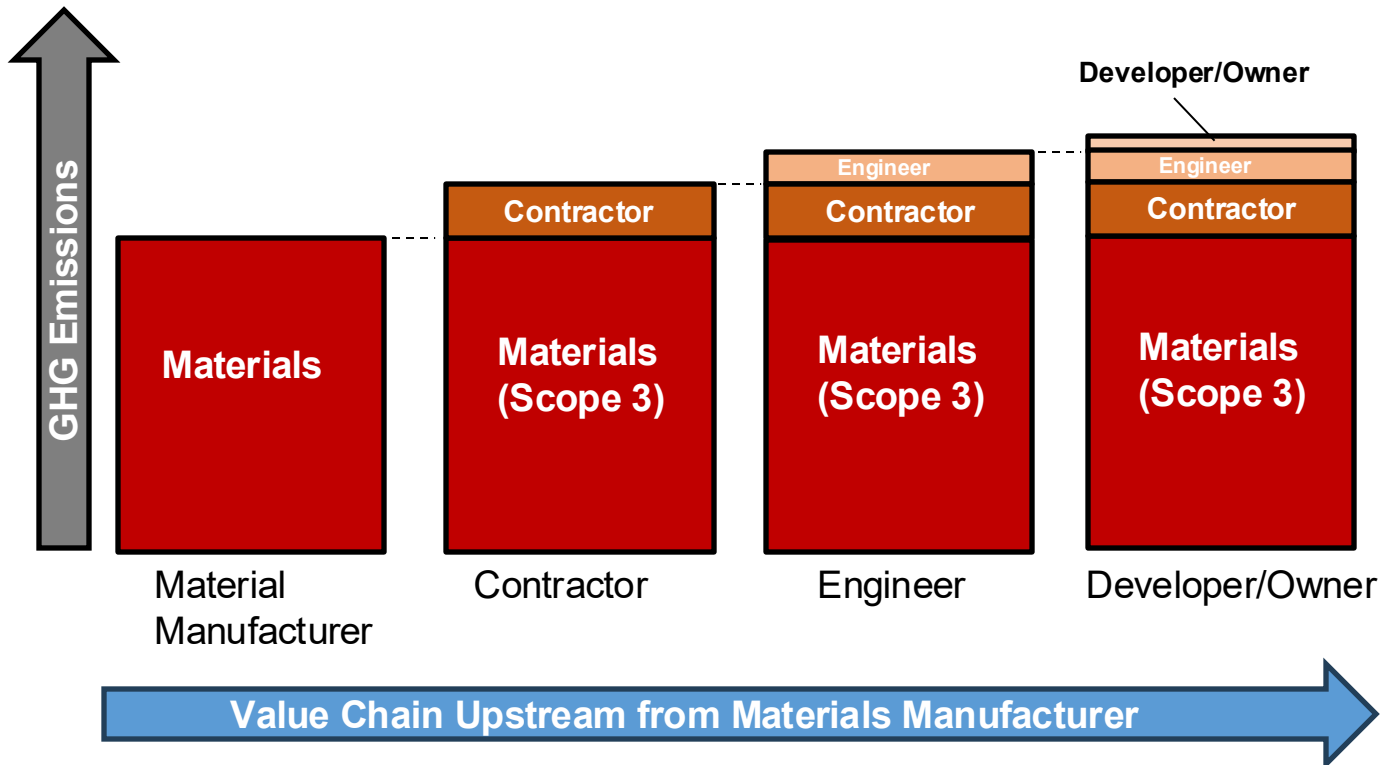 GHG Emissions
Developer/Owner
Engineer
Engineer
Contractor
Contractor
Contractor
Materials
Materials
(Scope 3)
Materials
(Scope 3)
Materials
(Scope 3)
Material
Manufacturer
Contractor
Engineer
Developer/Owner
Value Chain Upstream from Materials Manufacturer